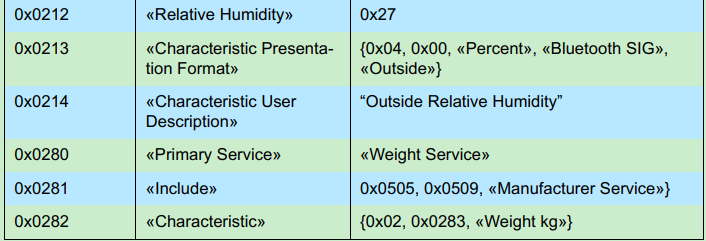 0x0212 «Relative Humidity» 0x27
0x0213 «Characteristic Presenta- {0x04, 0x00, «Percent», «Bluetooth SIG»,
tion Format» «Outside»}
0x0214 «Characteristic User “Outside Relative Humidity”
Description»
0x0280 «Primary Service» «Weight Service»
0x0281 «Include» 0x0505, 0x0509, «Manufacturer Service»}
0x0282 «Characteristic» {0x02, 0x0283, «Weight kg»}